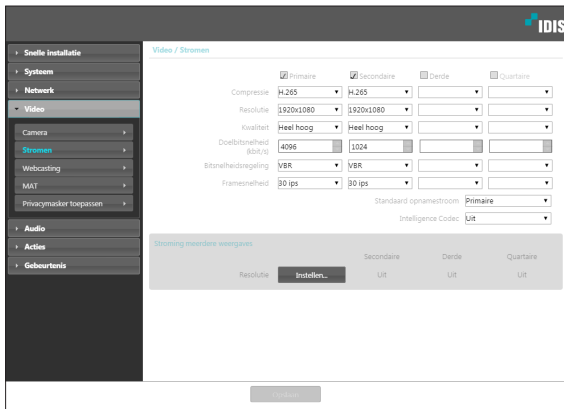 IDIS
Snelle installatie
Systeem
Netwerk
Video
Camera
Stromen
Webcasting
MAT
Privacymasker toepassen
Audio
Acties
Gebeurtenis
Video / Stromen
Primaire Secondaire Derde Quartaire
Compressie H.265 H.265
Resolutie 1920x1080 1920x1080
Kwaliteit Heel hoog Heel hoog
Doelbitsnelheid (kbit/s) 4096 1024
Bitsnelheidsregeling VBR VBR
Framesnelheid 30 ips 30 ips
Standaard opnamestroom Primaire
Intelligence Codec Uit
Stroming meerdere weergaves
Secondaire Derde Quartaire
Resolutie Instellen... Uit Uit Uit